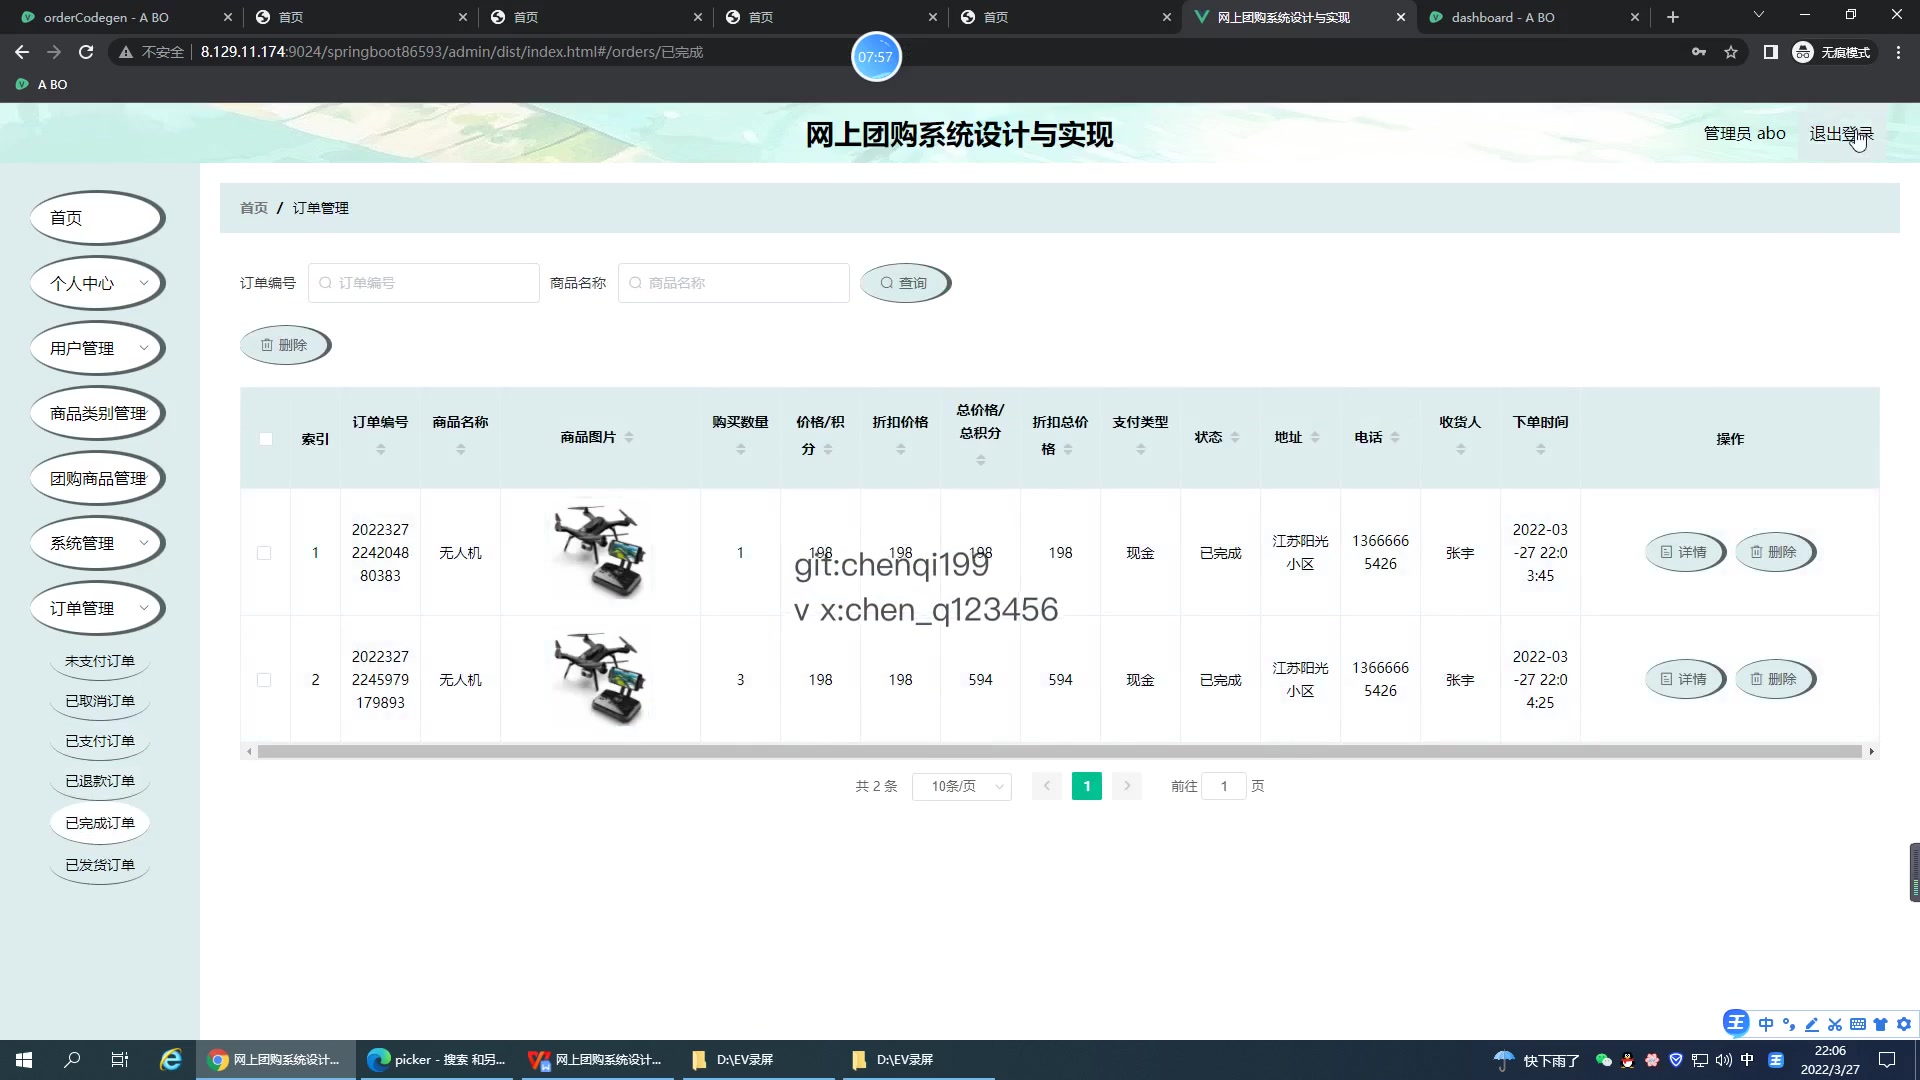 orderCodegen - A BO
首页
首页
首页
首页
网上团购系统设计与实现
dashboard - A BO
不安全
8.129.11.174:9024/springboot86593/admin/dist/index.html#/orders/已完成
07:57
无痕模式
A BO
网上团购系统设计与实现
管理员 abo
退出登录
首页
个人中心
用户管理
商品类别管理
团购商品管理
系统管理
订单管理
未支付订单
已取消订单
已支付订单
已退款订单
已完成订单
已发货订单
首页 / 订单管理
订单编号 订单编号 商品名称 商品名称 查询
删除
索引 订单编号 商品名称 商品图片 购买数量 价格/积分 折扣价格 总价格/总积分 折扣总价格 支付类型 状态 地址 电话 收货人 下单时间 操作
1 2022327224204880383 无人机 1 198 198 198 198 现金 已完成 江苏阳光小区 13666665426 张宇 2022-03-27 22:03:45 详情 删除
git:chenqi199
v x:chen_q123456
2 20223272245979179893 无人机 3 198 198 594 594 现金 已完成 江苏阳光小区 13666665426 张宇 2022-03-27 22:04:25 详情 删除
共 2 条 10条/页 1 前往 1 页
王 中
网上团购系统设计...
picker - 搜索 和另...
网上团购系统设计...
D:\EV录屏
D:\EV录屏
快下雨了
中
王
22:06
2022/3/27